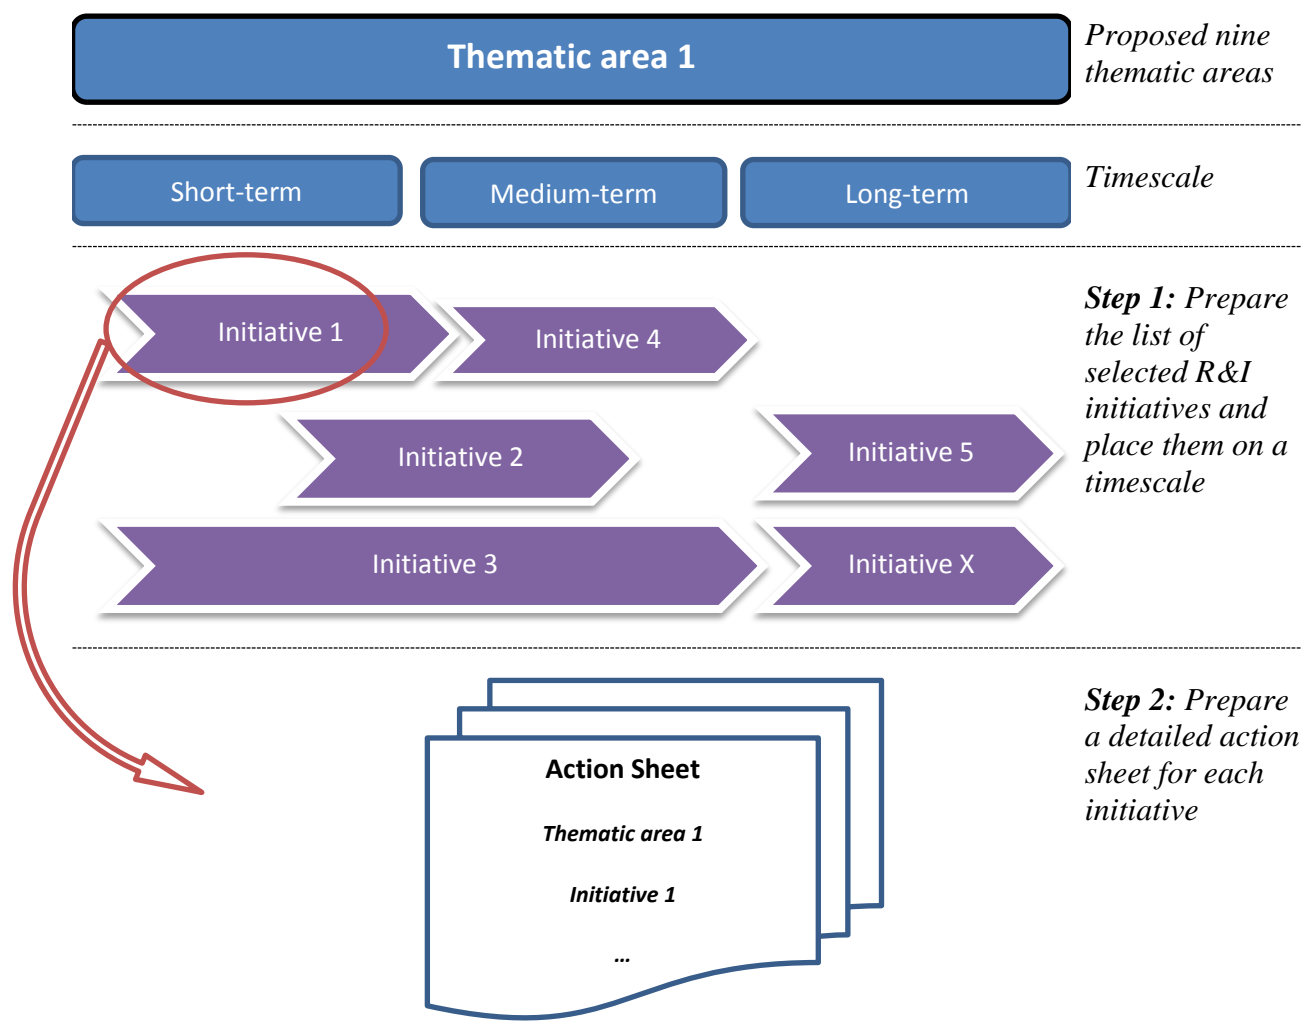 Thematic area 1
Proposed nine
thematic areas
Short-term
Medium-term
Long-term
Timescale
Initiative 1
Initiative 4
Initiative 2
Initiative 5
Initiative 3
Initiative X
Step 1: Prepare
the list of
selected R&I
initiatives and
place them on a
timescale
Action Sheet
Thematic area 1
Initiative 1
...
Step 2: Prepare
a detailed action
sheet for each
initiative